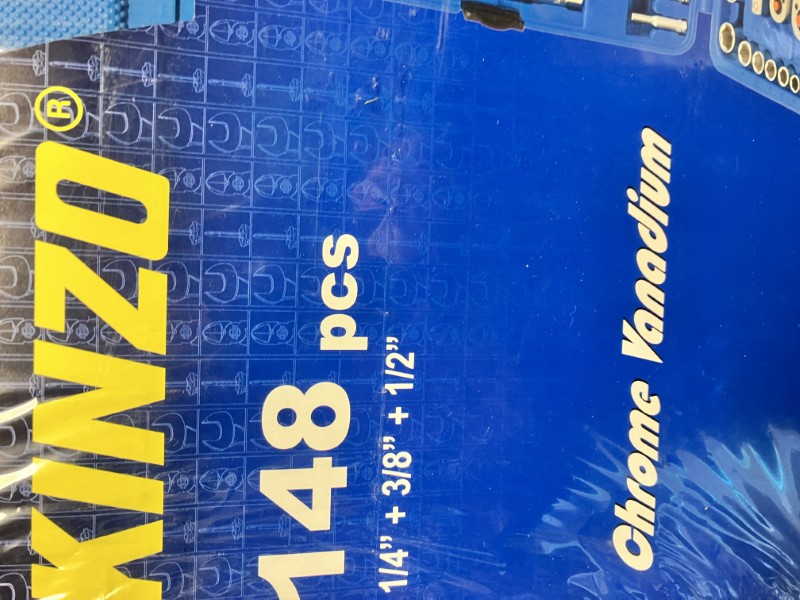 KINZO®
148 pcs
1/4” + 3/8” + 1/2”
Chrome Vanadium